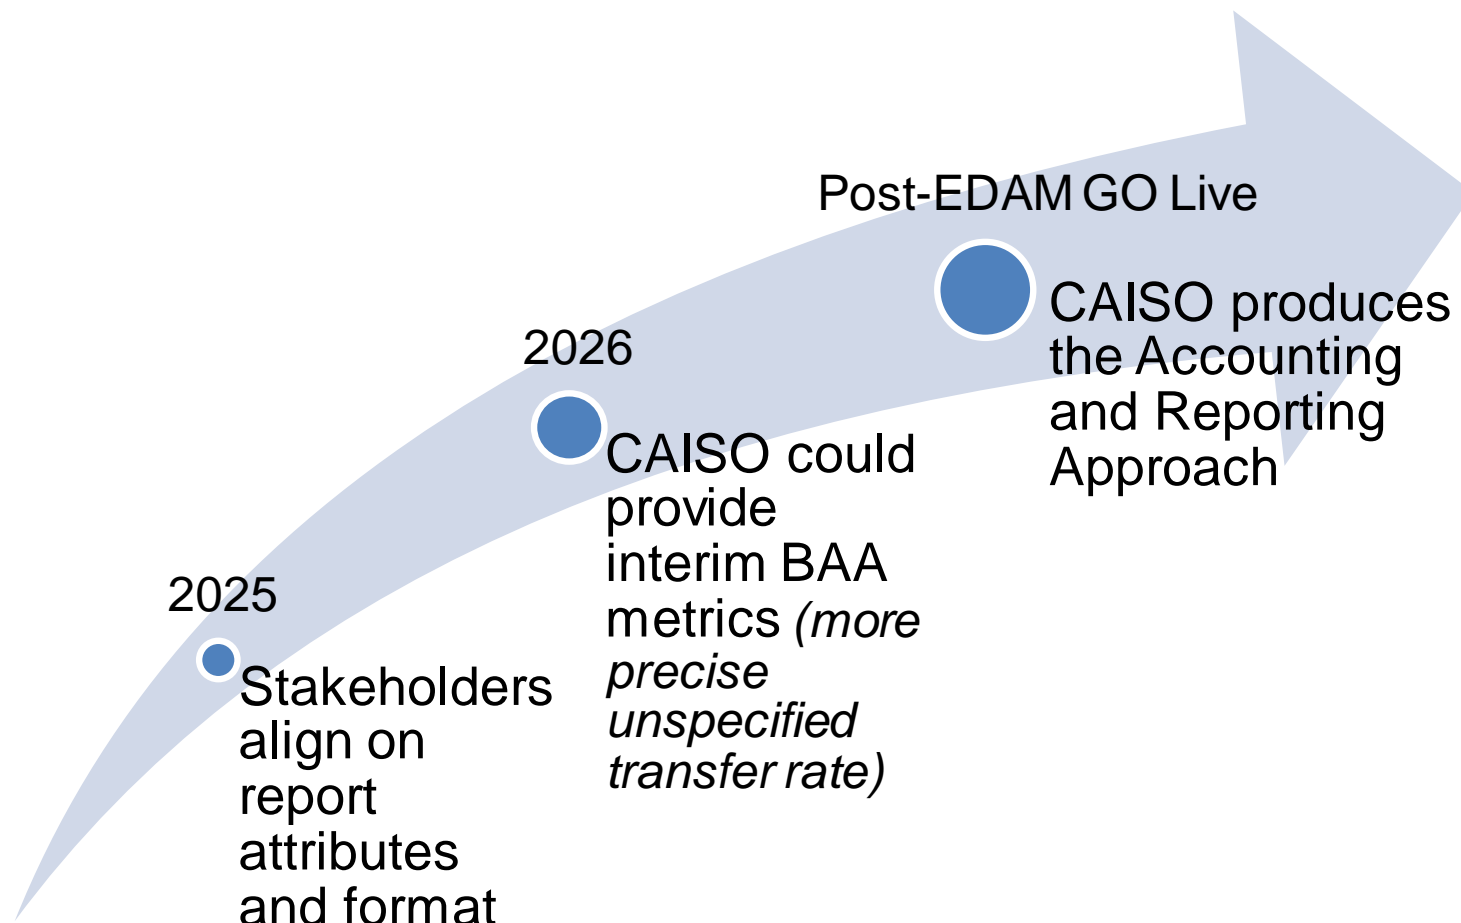 2025
Stakeholders
align on
report
attributes
and format
2026
CAISO could
provide
interim BAA
metrics (more
precise
unspecified
transfer rate)
Post-EDAM GO Live
CAISO produces
the Accounting
and Reporting
Approach